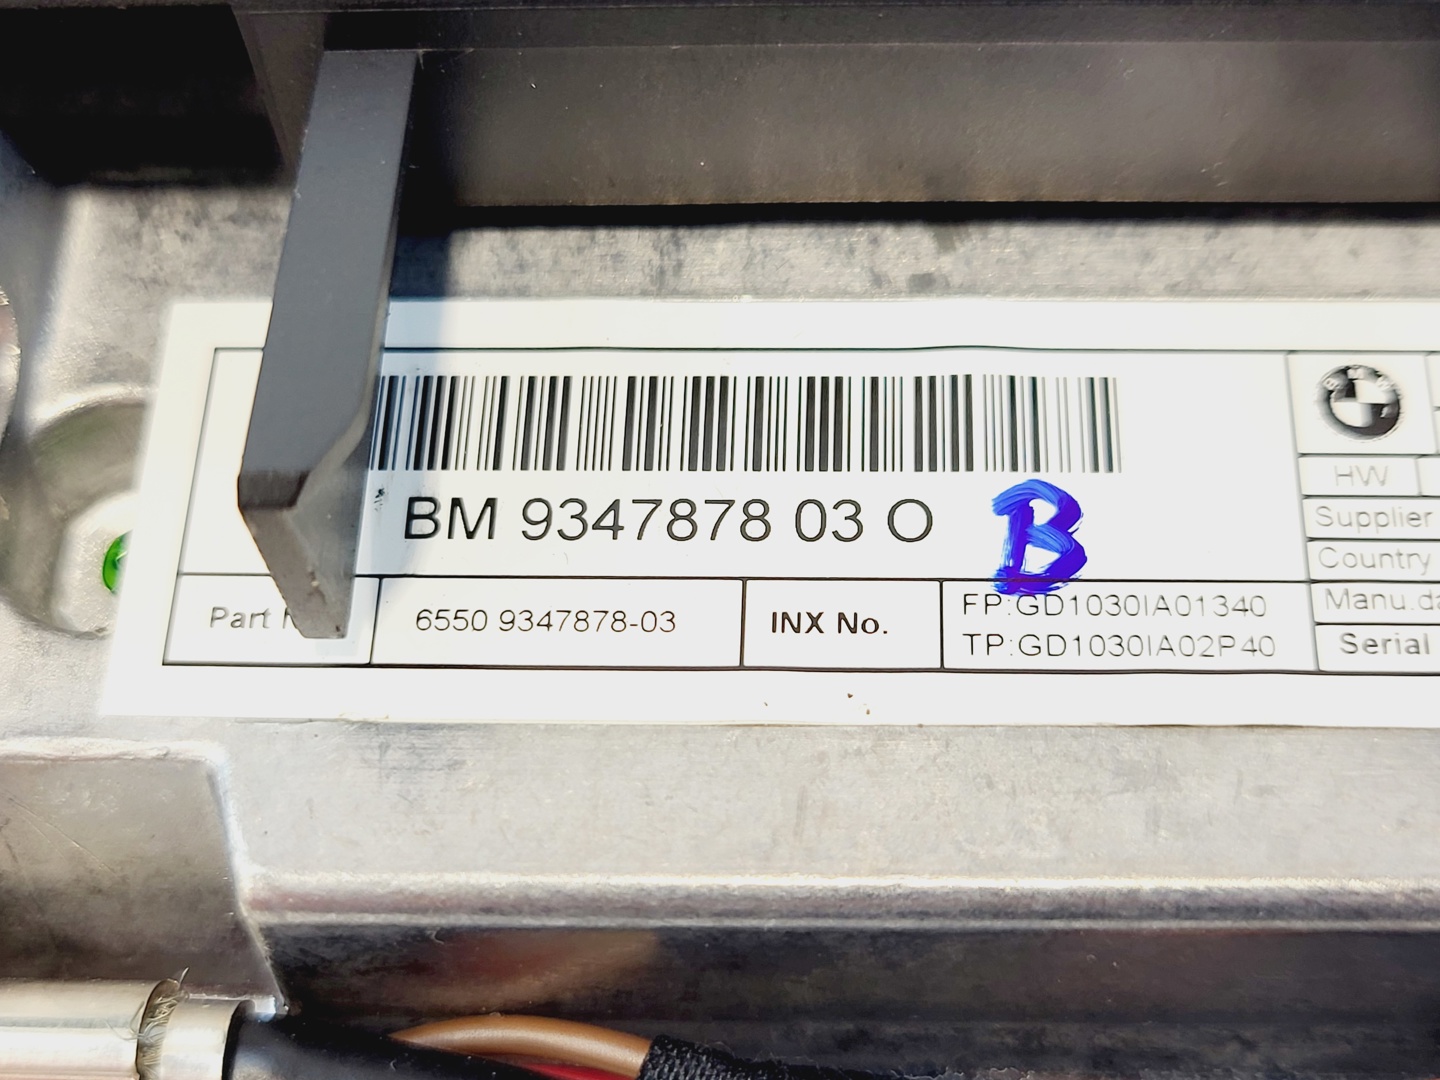 BM 9347878 03 O
B
Part
6550 9347878-03
INX No.
FP:GD1030IA01340
TP:GD1030IA02P40
HW
Supplier
Country
Manu.da
Serial